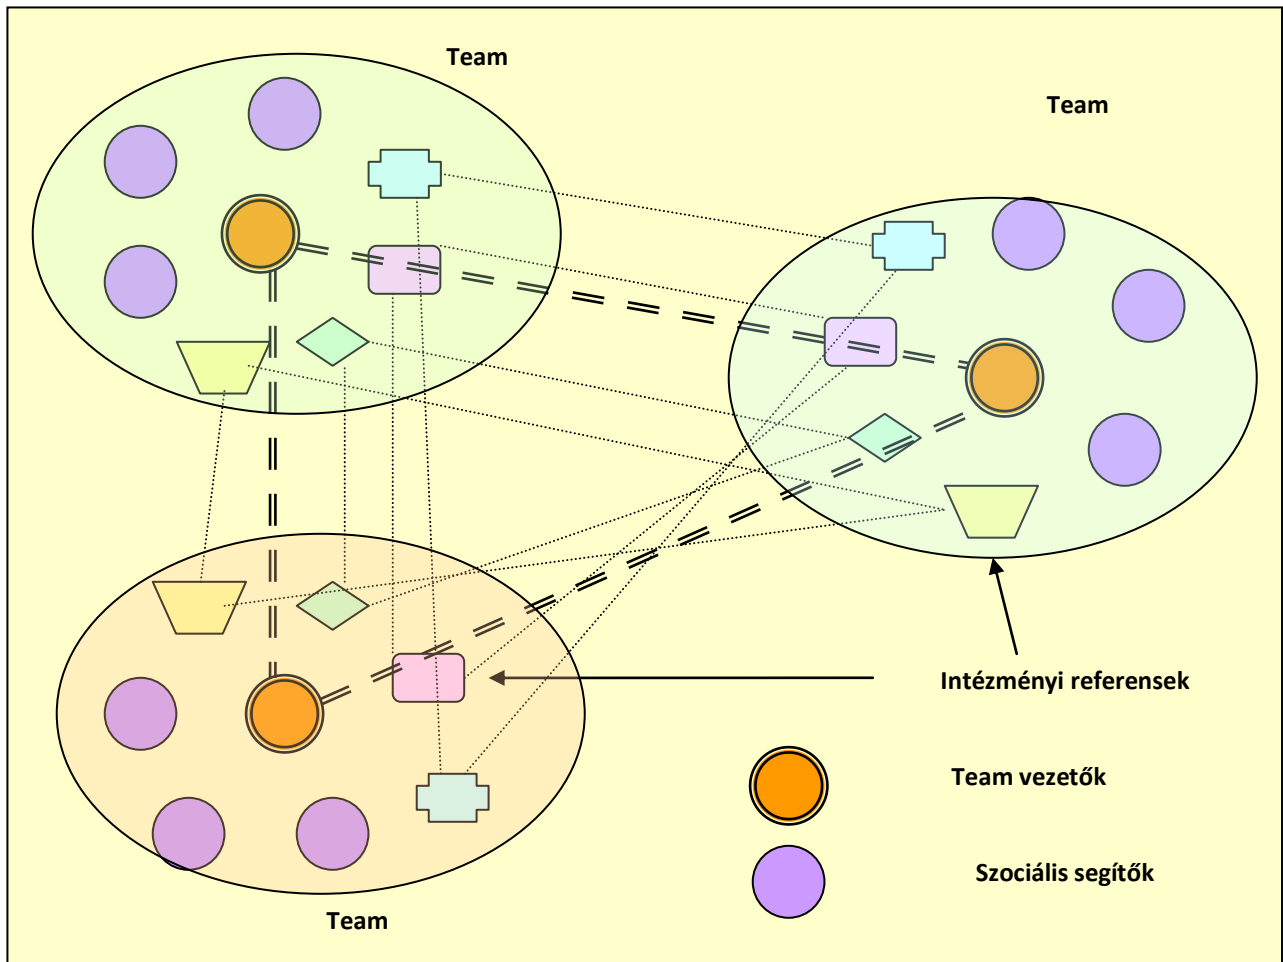 Team
Team
Intézményi referensek
Team vezetők
Szociális segítők
Team